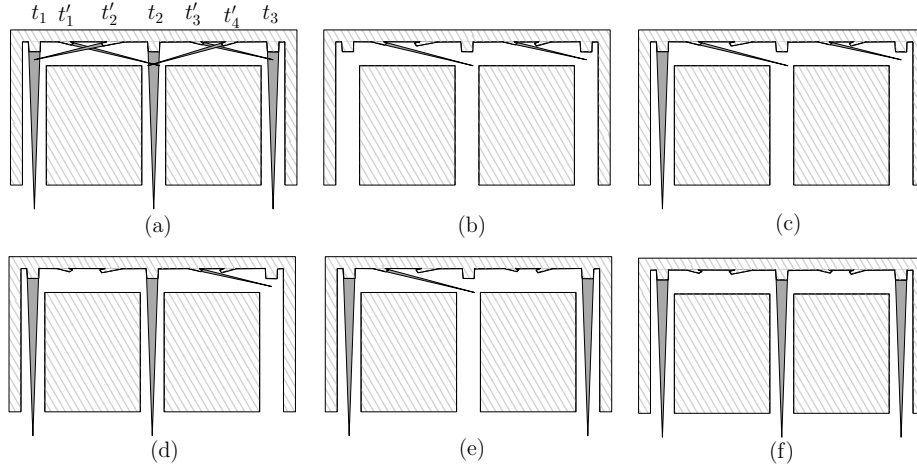 t₁ t′₁ t′₂ t₂ t′₃ t′₄ t₃
(a) (b) (c)
(d) (e) (f)